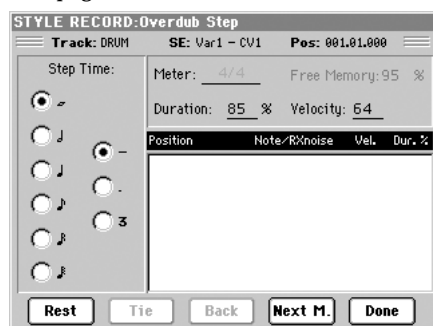 STYLE RECORD:Overdub Step
Track: DRUM SE: Var1 - CV1 Pos: 001.01.000
Step Time:
Meter: 4/4 Free Memory:95 %
Duration: 85 % Velocity: 64
Position Note/RXnoise Vel. Dur.%
-
.
3
Rest Tie Back Next M. Done